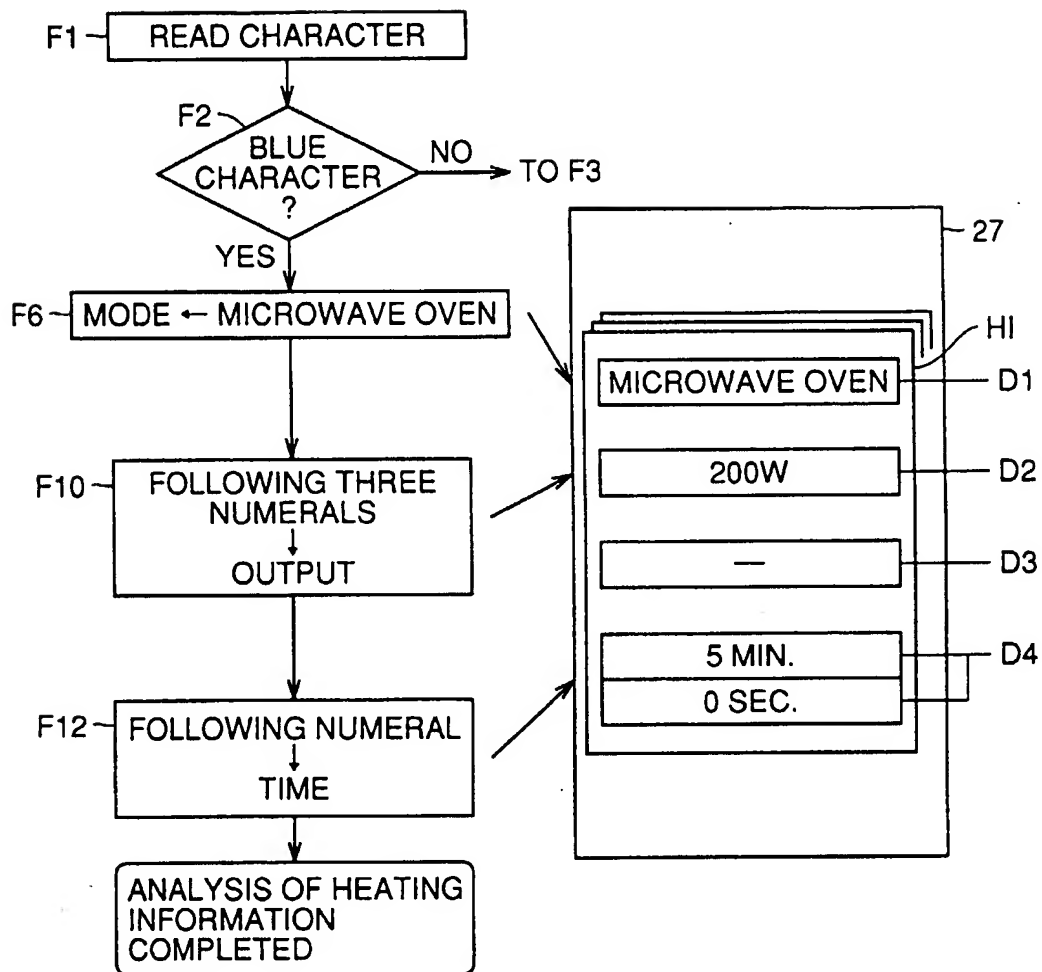 F1
READ CHARACTER
F2
BLUE
CHARACTER
?
NO
TO F3
YES
F6
MODE ← MICROWAVE OVEN
F10
FOLLOWING THREE
NUMERALS
↓
OUTPUT
F12
FOLLOWING NUMERAL
↓
TIME
ANALYSIS OF HEATING
INFORMATION
COMPLETED
27
HI
MICROWAVE OVEN
D1
200W
D2
—
D3
5 MIN.
D4
0 SEC.